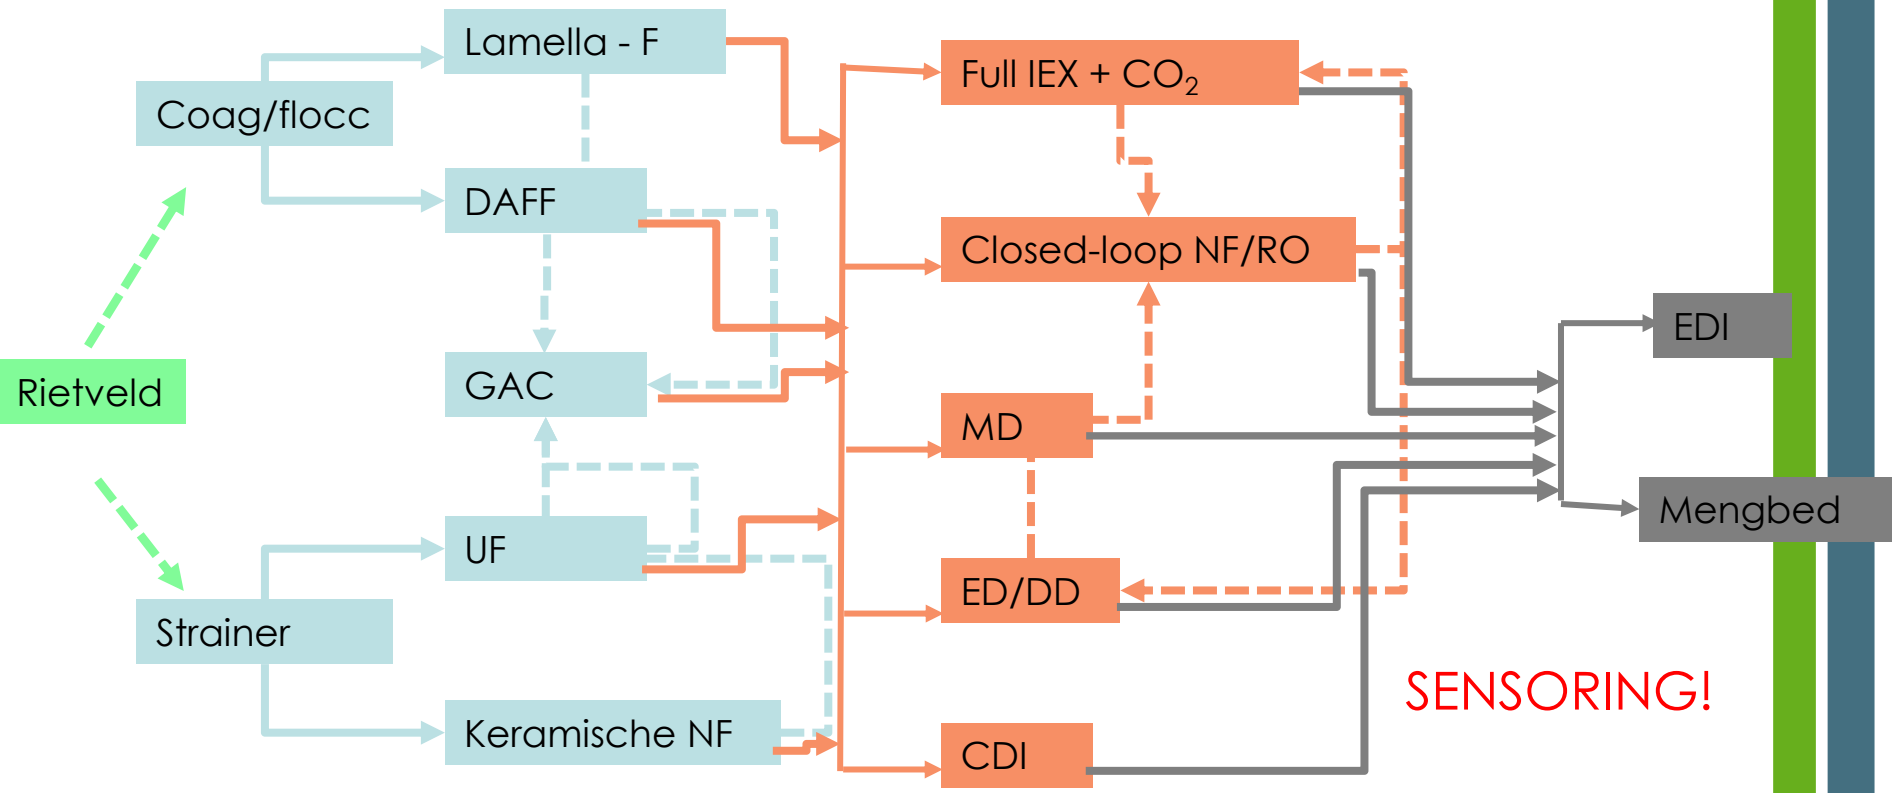 Lamella - F
Coag/flocc
DAFF
GAC
Rietveld
UF
Strainer
Keramische NF
Full IEX + CO₂
Closed-loop NF/RO
MD
ED/DD
CDI
EDI
Mengbed
SENSORING!